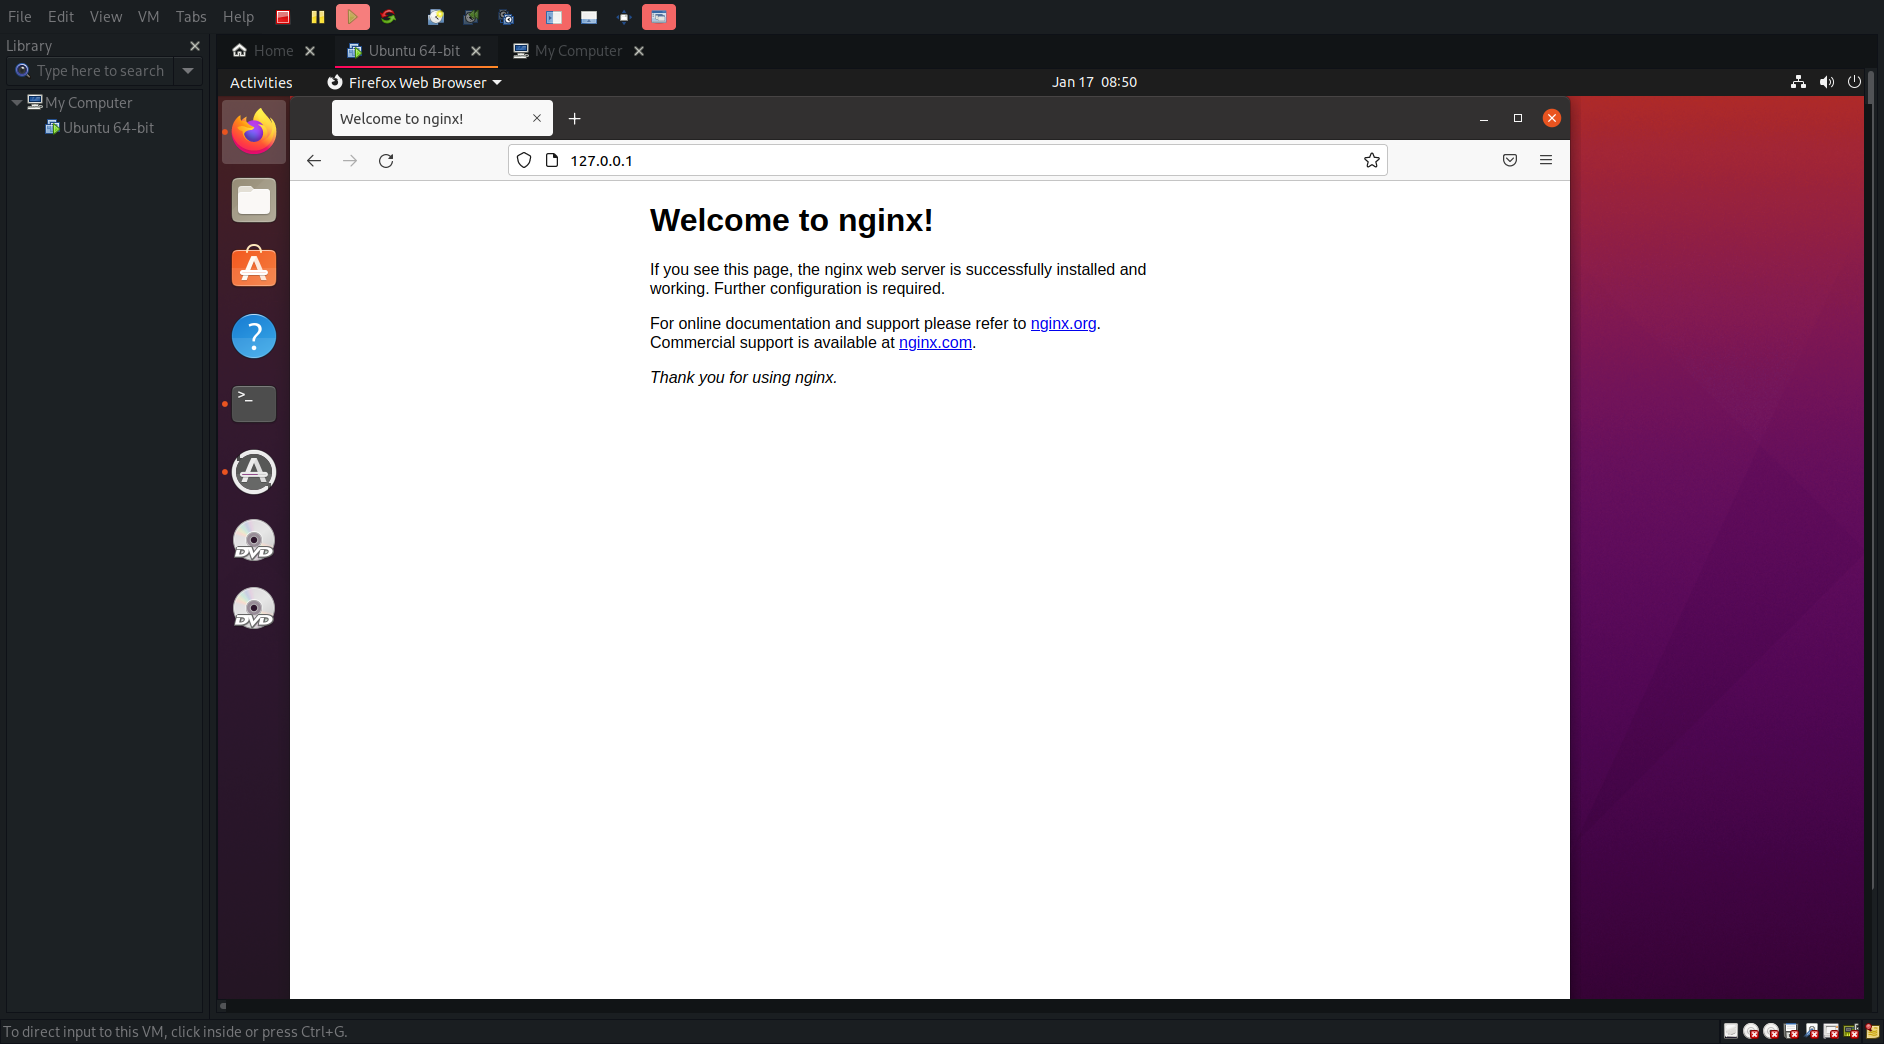 File Edit View VM Tabs Help
Library
Home
Ubuntu 64-bit
My Computer
Type here to search
My Computer
Ubuntu 64-bit
Activities
Firefox Web Browser
Jan 17 08:50
Welcome to nginx!
127.0.0.1
Welcome to nginx!
If you see this page, the nginx web server is successfully installed and
working. Further configuration is required.
For online documentation and support please refer to nginx.org.
Commercial support is available at nginx.com.
Thank you for using nginx.
>_
DVD
DVD
To direct input to this VM, click inside or press Ctrl+G.